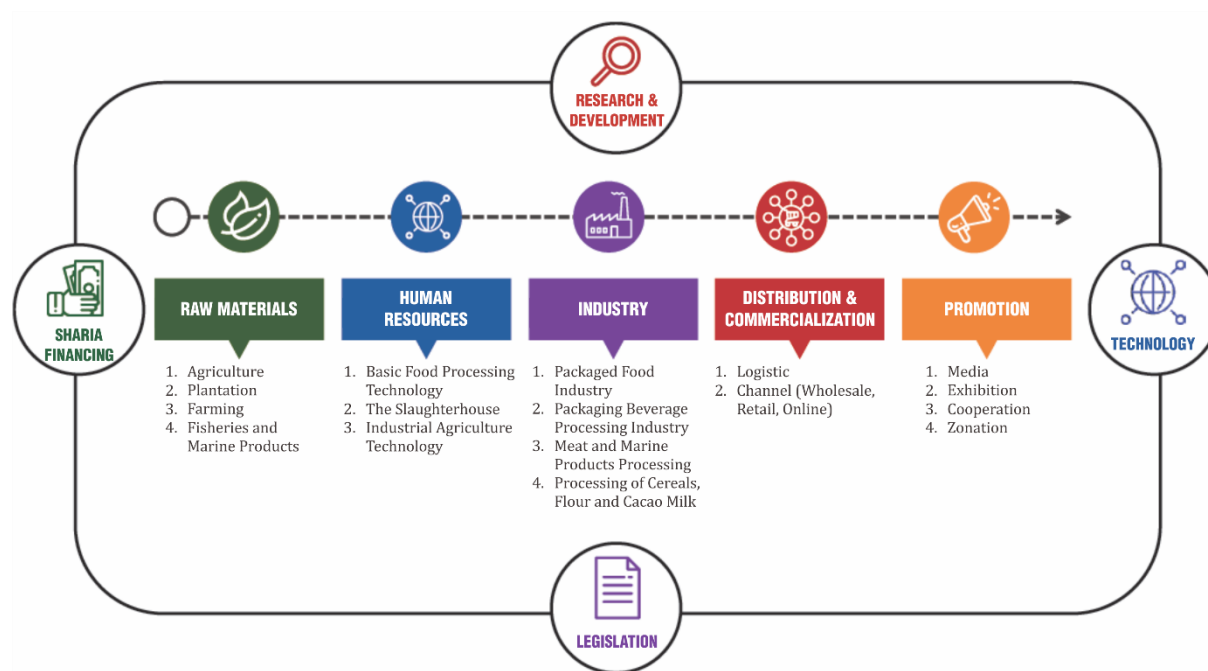 RESEARCH &
DEVELOPMENT
SHARIA
FINANCING
RAW MATERIALS
1. Agriculture
2. Plantation
3. Farming
4. Fisheries and
Marine Products
HUMAN
RESOURCES
1. Basic Food Processing
Technology
2. The Slaughterhouse
3. Industrial Agriculture
Technology
INDUSTRY
1. Packaged Food
Industry
2. Packaging Beverage
Processing Industry
3. Meat and Marine
Products Processing
4. Processing of Cereals,
Flour and Cacao Milk
DISTRIBUTION &
COMMERCIALIZATION
1. Logistic
2. Channel (Wholesale,
Retail, Online)
PROMOTION
1. Media
2. Exhibition
3. Cooperation
4. Zonation
TECHNOLOGY
LEGISLATION